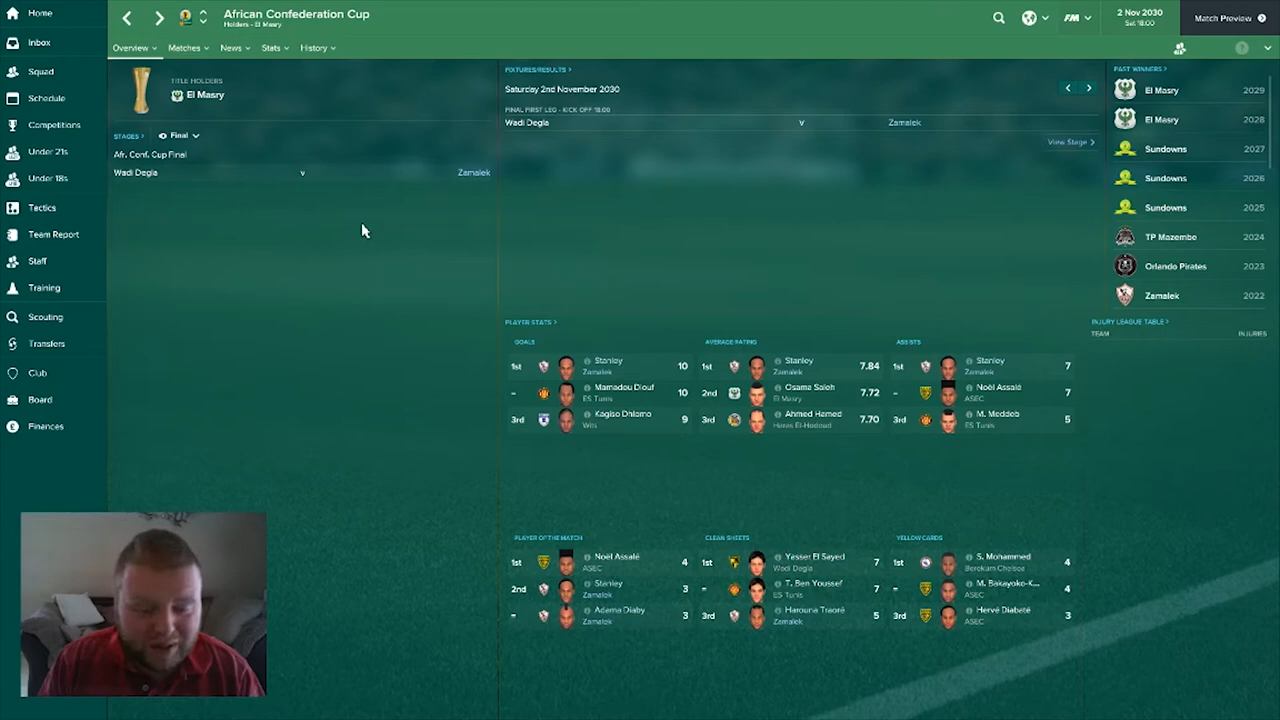 Home
Inbox
Squad
Schedule
Competitions
Under 21s
Under 18s
Tactics
Team Report
Staff
Training
Scouting
Transfers
Club
Board
Finances
African Confederation Cup
Holders - El Masry
FM
2 Nov 2030
Sat 18:00
Match Preview
Overview
Matches
News
Stats
History
TITLE HOLDERS
El Masry
STAGES >
Final
Afr. Conf. Cup Final
Wadi Degla v Zamalek
FIXTURES/RESULTS >
Saturday 2nd November 2030
FINAL FIRST LEG - KICK OFF 18:00
Wadi Degla v Zamalek
View Stage >
PAST WINNERS >
El Masry 2029
El Masry 2028
Sundowns 2027
Sundowns 2026
Sundowns 2025
TP Mazembe 2024
Orlando Pirates 2023
Zamalek 2022
INJURY LEAGUE TABLE >
TEAM INJURIES
PLAYER STATS >
GOALS
1st Stanley 10
Zamalek
- Mamadou Diouf 10
ES Tunis
3rd Kagiso Dhlomo 9
Wits
AVERAGE RATING
1st Stanley 7.84
Zamalek
2nd Osama Saleh 7.72
El Masry
3rd Ahmed Hamed 7.70
Haras El-Hodood
ASSISTS
1st Stanley 7
Zamalek
- Noël Assalé 7
ASEC
3rd M. Meddeb 5
ES Tunis
PLAYER OF THE MATCH
1st Noël Assalé 4
ASEC
2nd Stanley 3
Zamalek
- Adama Diaby 3
Zamalek
CLEAN SHEETS
1st Yasser El Sayed 7
Wadi Degla
- T. Ben Youssef 7
ES Tunis
3rd Harouna Traoré 5
Zamalek
YELLOW CARDS
1st S. Mohammed 4
Berekum Chelsea
- M. Bakayoko-K... 4
ASEC
3rd Hervé Diabaté 3
ASEC